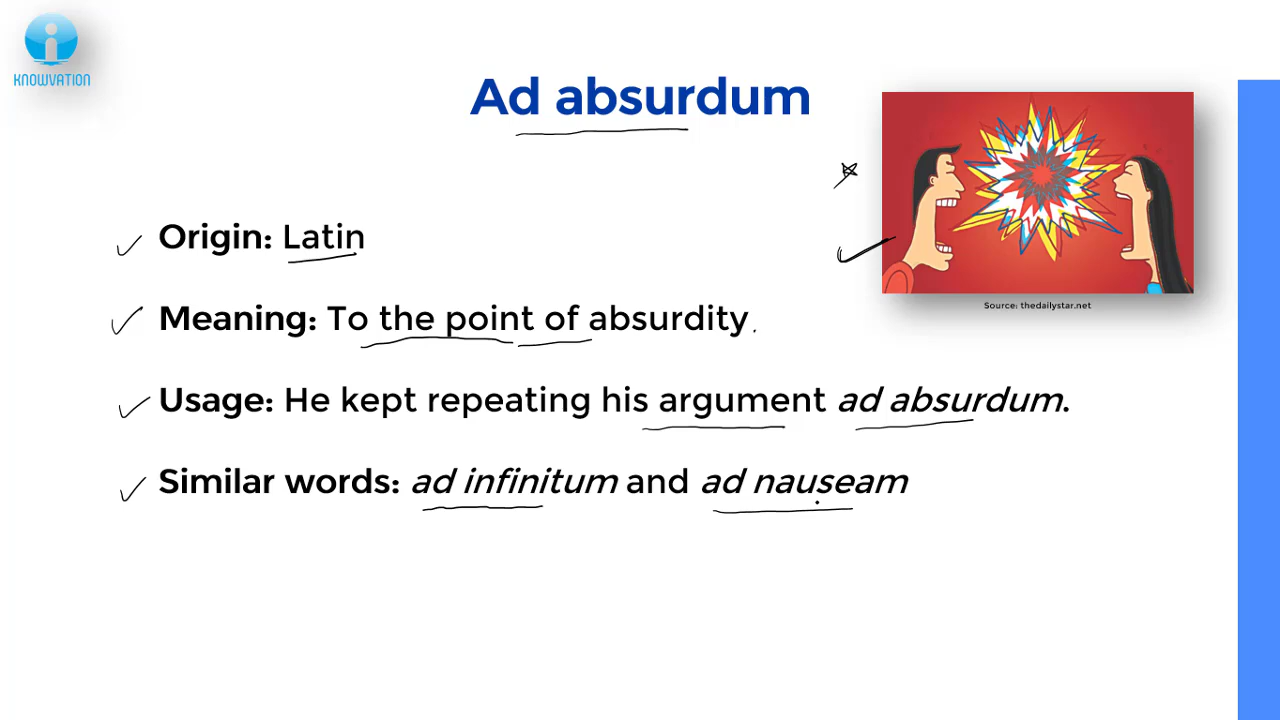 KNOWVATION
Ad absurdum
Origin: Latin
Meaning: To the point of absurdity
Source: thedailystar.net
Usage: He kept repeating his argument ad absurdum.
Similar words: ad infinitum and ad nauseam